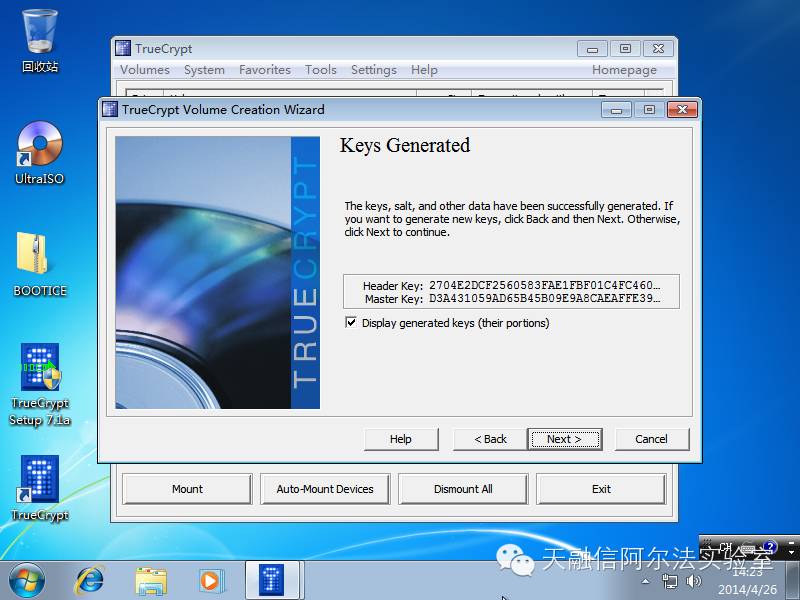 回收站
UltraISO
BOOTICE
TrueCrypt
Setup 7.1a
TrueCrypt
TrueCrypt
Volumes System Favorites Tools Settings Help Homepage
TrueCrypt Volume Creation Wizard
TRUECRYPT
Keys Generated
The keys, salt, and other data have been successfully generated. If
you want to generate new keys, click Back and then Next. Otherwise,
click Next to continue.
Header Key: 2704E2DCF2560583FAE1FBF01C4FC460...
Master Key: D3A431059AD65B45B09E9A8CAEAFFE39...
Display generated keys (their portions)
Help < Back Next > Cancel
Mount Auto-Mount Devices Dismount All Exit
CH
天融信阿尔法实验室
14:23
2014/4/26